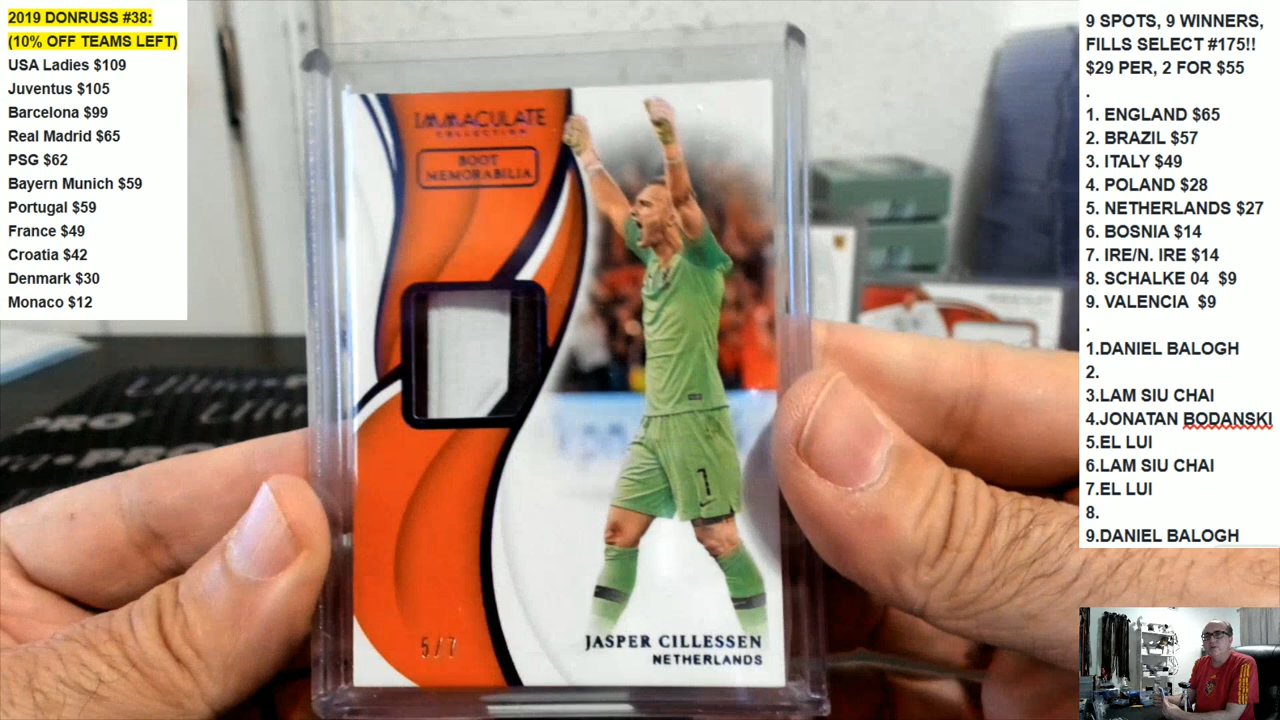 2019 DONRUSS #38:
(10% OFF TEAMS LEFT)
USA Ladies $109
Juventus $105
Barcelona $99
Real Madrid $65
PSG $62
Bayern Munich $59
Portugal $59
France $49
Croatia $42
Denmark $30
Monaco $12
IMMACULATE
COLLECTION
BOOT
MEMORABILIA
1
5/7
JASPER CILLESSEN
NETHERLANDS
PRO
9 SPOTS, 9 WINNERS,
FILLS SELECT #175!!
$29 PER, 2 FOR $55
.
1. ENGLAND $65
2. BRAZIL $57
3. ITALY $49
4. POLAND $28
5. NETHERLANDS $27
6. BOSNIA $14
7. IRE/N. IRE $14
8. SCHALKE 04 $9
9. VALENCIA $9
.
1.DANIEL BALOGH
2.
3.LAM SIU CHAI
4.JONATAN BODANSKI
5.EL LUI
6.LAM SIU CHAI
7.EL LUI
8.
9.DANIEL BALOGH